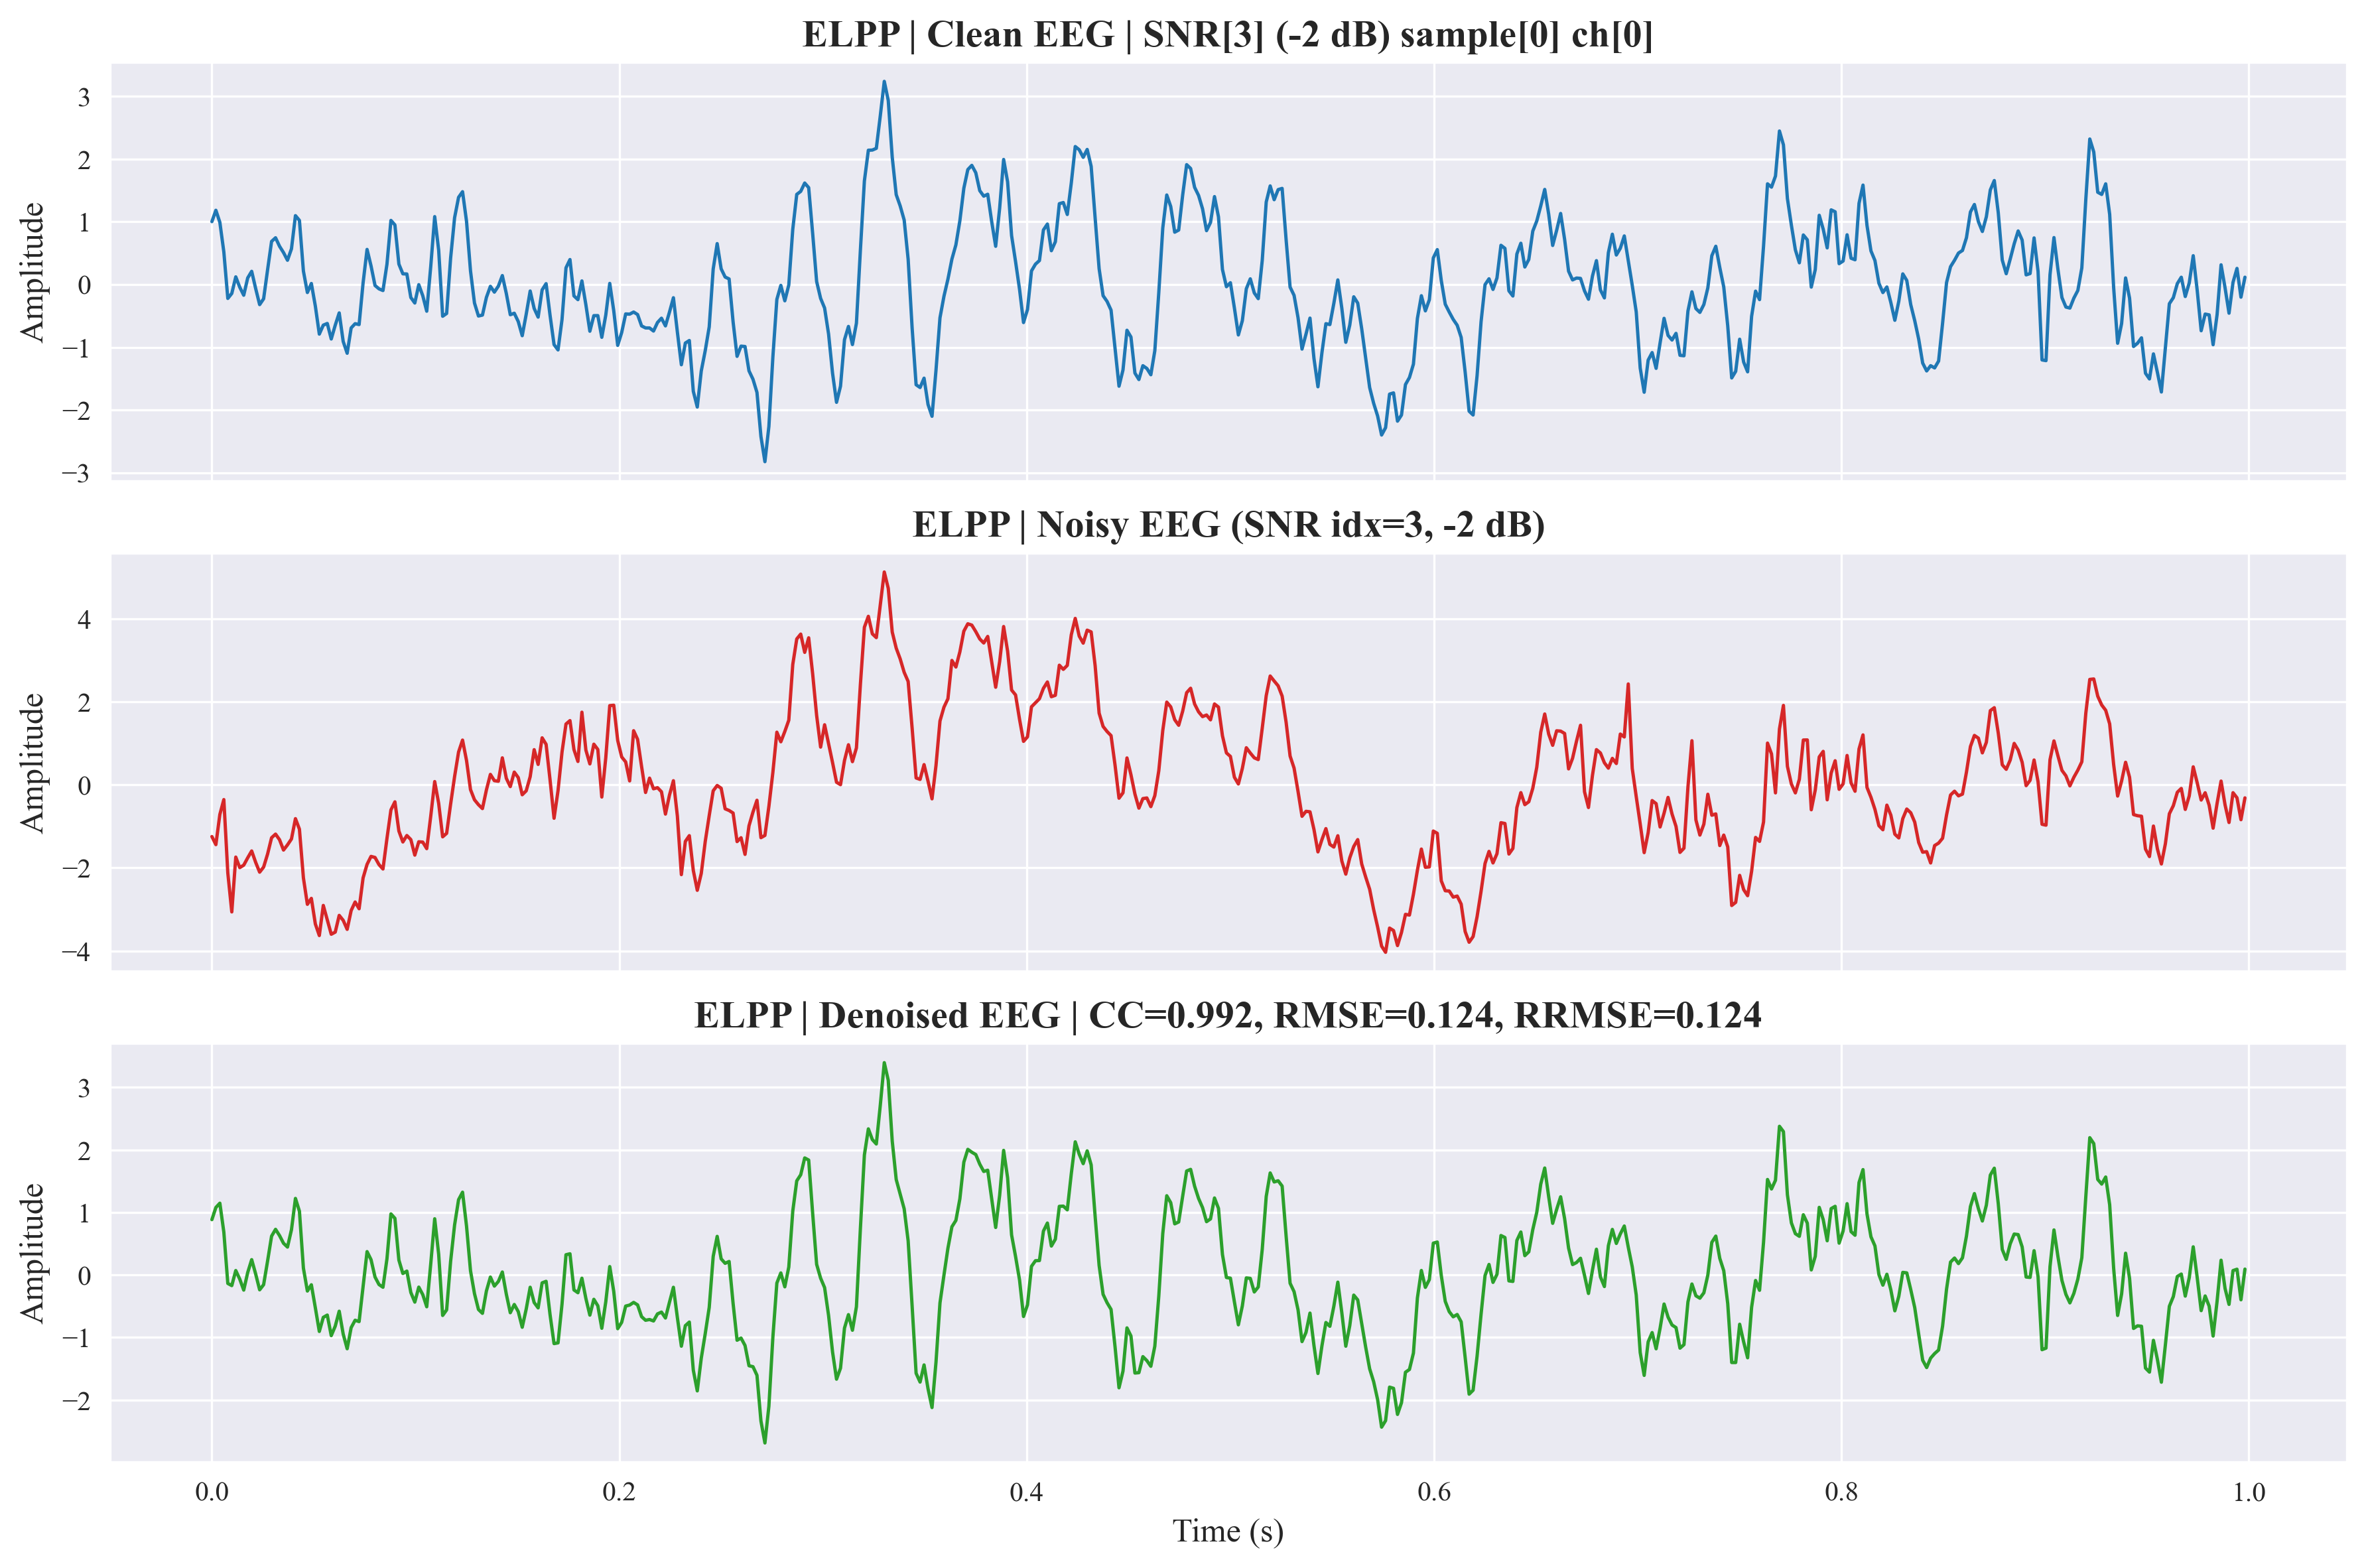 ELPP | Clean EEG | SNR[3] (-2 dB) sample[0] ch[0]
3
2
1
0
−1
−2
−3
Amplitude
ELPP | Noisy EEG (SNR idx=3, -2 dB)
4
2
0
−2
−4
Amplitude
ELPP | Denoised EEG | CC=0.992, RMSE=0.124, RRMSE=0.124
3
2
1
0
−1
−2
Amplitude
0.0 0.2 0.4 0.6 0.8 1.0
Time (s)